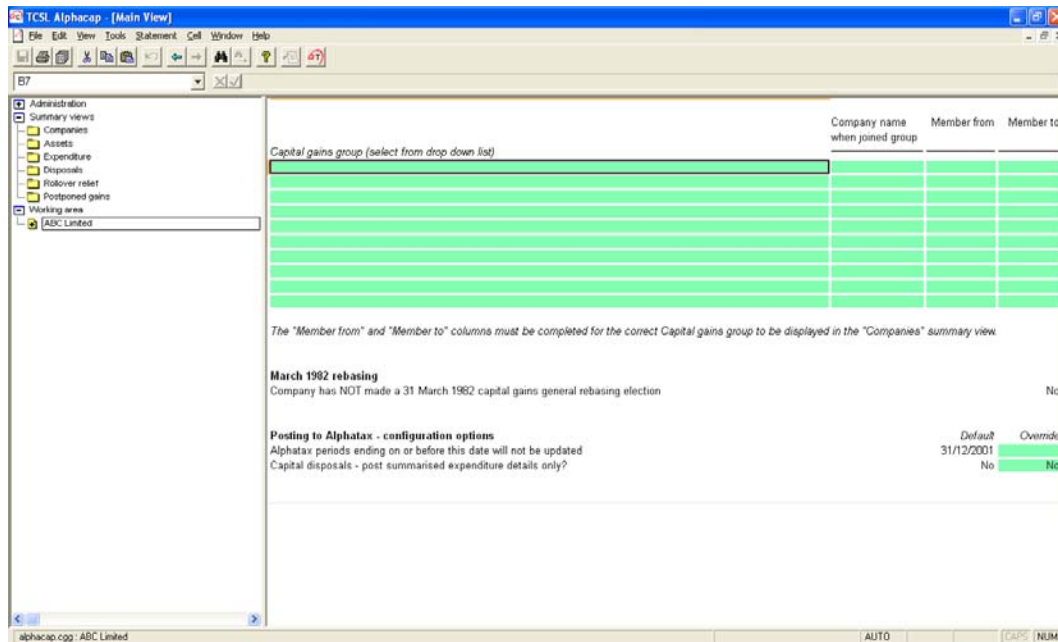 TCSL Alphacap - [Main View]
File Edit View Tools Statement Cell Window Help
B7
Administration
Summary views
Companies
Assets
Expenditure
Disposals
Rollover relief
Postponed gains
Working area
ABC Limited
Company name when joined group
Member from
Member to
Capital gains group (select from drop down list)
The "Member from" and "Member to" columns must be completed for the correct Capital gains group to be displayed in the "Companies" summary view.
March 1982 rebasing
Company has NOT made a 31 March 1982 capital gains general rebasing election No
Posting to Alphatax - configuration options Default Override
Alphatax periods ending on or before this date will not be updated 31/12/2001
Capital disposals - post summarised expenditure details only? No No
alphacap.cgg : ABC Limited AUTO CAPS NUM